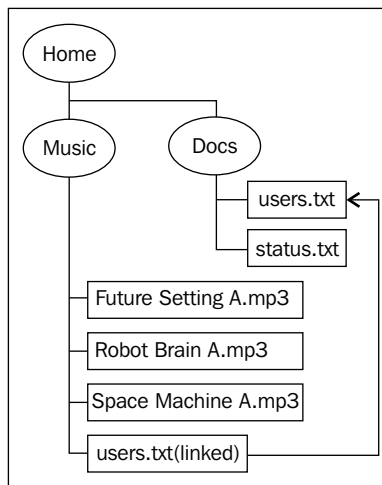 Home
Music
Docs
users.txt
status.txt
Future Setting A.mp3
Robot Brain A.mp3
Space Machine A.mp3
users.txt(linked)